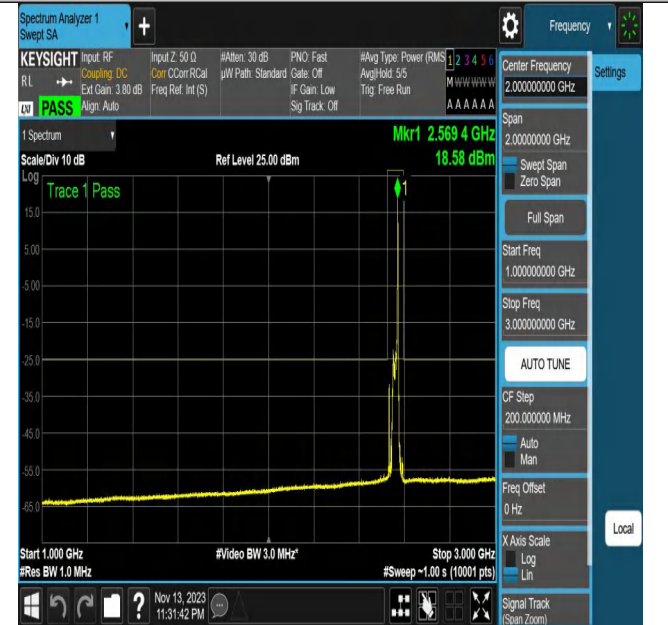 Spectrum Analyzer 1
Swept SA
+
Frequency
KEYSIGHT
RL
LXI
PASS
Input: RF
Coupling: DC
Ext Gain: 3.80 dB
Align: Auto
Input Z: 50 Ω
Corr CCorr RCal
Freq Ref: Int (S)
#Atten: 30 dB
µW Path: Standard
PNO: Fast
Gate: Off
IF Gain: Low
Sig Track: Off
#Avg Type: Power (RMS
Avg|Hold: 5/5
Trig: Free Run
1 2 3 4 5 6
M W W W W W
A A A A A A
1 Spectrum
Scale/Div 10 dB
Log
Ref Level 25.00 dBm
Mkr1 2.569 4 GHz
18.58 dBm
Trace 1 Pass
1
15.0
5.00
-5.00
-15.0
-25.0
-35.0
-45.0
-55.0
-65.0
Start 1.000 GHz
#Res BW 1.0 MHz
#Video BW 3.0 MHz*
Stop 3.000 GHz
#Sweep ~1.00 s (10001 pts)
?
Nov 13, 2023
11:31:42 PM
Center Frequency
2.00000000 GHz
Settings
Span
2.00000000 GHz
Swept Span
Zero Span
Full Span
Start Freq
1.000000000 GHz
Stop Freq
3.000000000 GHz
AUTO TUNE
CF Step
200.000000 MHz
Auto
Man
Freq Offset
0 Hz
X Axis Scale
Log
Lin
Local
Signal Track
(Span Zoom)